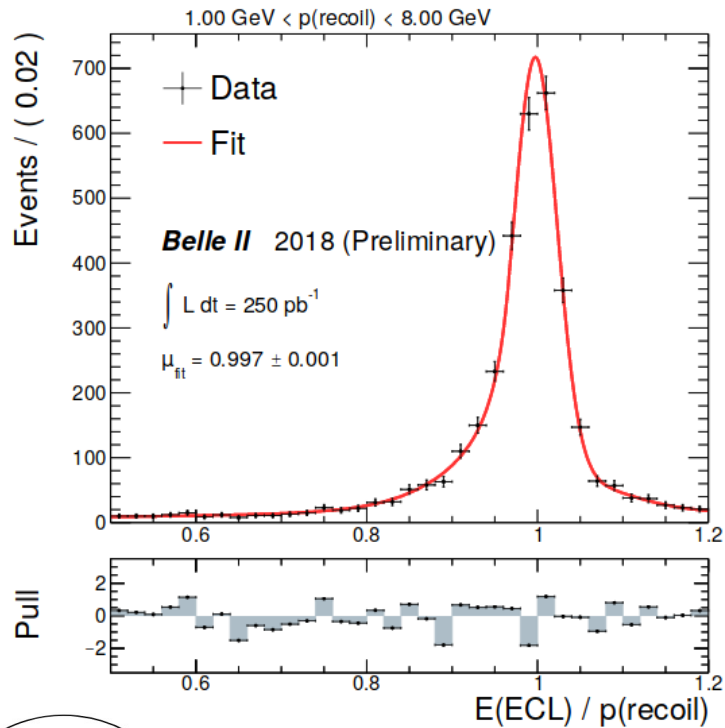 1.00 GeV < p(recoil) < 8.00 GeV
Events / ( 0.02 )
700
600
500
400
300
200
100
0
Data
Fit
Belle II 2018 (Preliminary)
∫ L dt = 250 pb⁻¹
μfit = 0.997 ± 0.001
0.6 0.8 1 1.2
Pull
2
0
−2
0.6 0.8 1 1.2
E(ECL) / p(recoil)